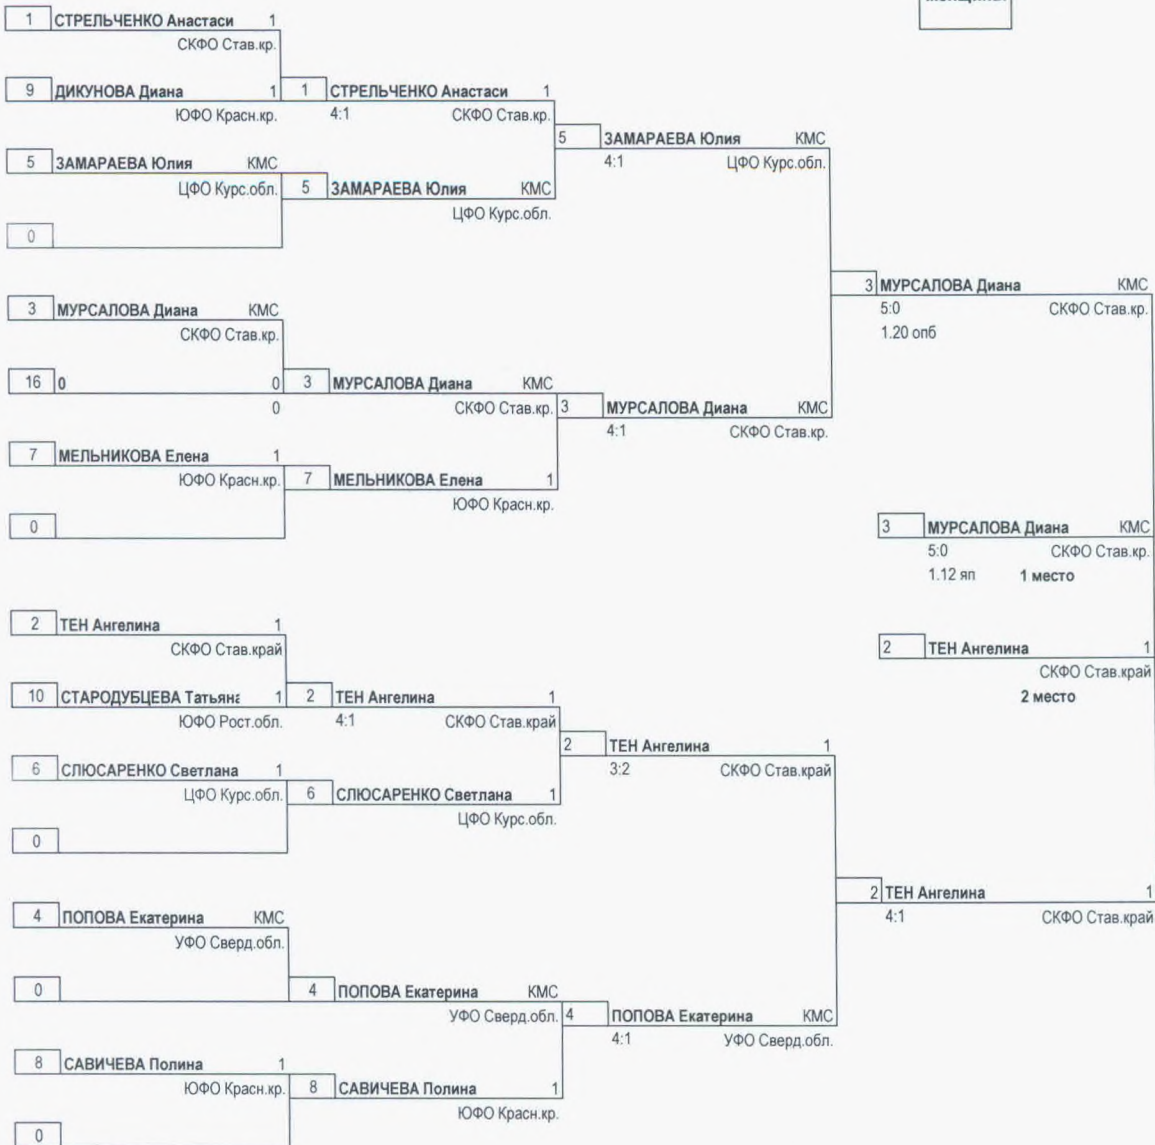 1 СТРЕЛЬЧЕНКО Анастаси 1
СКФО Став.кр.
9 ДИКУНОВА Диана 1 1 СТРЕЛЬЧЕНКО Анастаси 1
ЮФО Красн.кр. 4:1 СКФО Став.кр.
5 ЗАМАРАЕВА Юлия КМС
4:1 ЦФО Курс.обл.
5 ЗАМАРАЕВА Юлия КМС
ЦФО Курс.обл. 5 ЗАМАРАЕВА Юлия КМС
ЦФО Курс.обл.
0
3 МУРСАЛОВА Диана КМС
5:0 СКФО Став.кр.
1.20 опб
3 МУРСАЛОВА Диана КМС
СКФО Став.кр.
16 0 0 3 МУРСАЛОВА Диана КМС
0 СКФО Став.кр. 3 МУРСАЛОВА Диана КМС
4:1 СКФО Став.кр.
7 МЕЛЬНИКОВА Елена 1
ЮФО Красн.кр. 7 МЕЛЬНИКОВА Елена 1
ЮФО Красн.кр.
0
3 МУРСАЛОВА Диана КМС
5:0 СКФО Став.кр.
1.12 яп 1 место
2 ТЕН Ангелина 1
СКФО Став.край
2 ТЕН Ангелина 1
СКФО Став.край
2 место
10 СТАРОДУБЦЕВА Татьяна 1 2 ТЕН Ангелина 1
ЮФО Рост.обл. 4:1 СКФО Став.край
2 ТЕН Ангелина 1
3:2 СКФО Став.край
6 СЛЮСАРЕНКО Светлана 1
ЦФО Курс.обл. 6 СЛЮСАРЕНКО Светлана 1
ЦФО Курс.обл.
0
2 ТЕН Ангелина 1
4:1 СКФО Став.край
4 ПОПОВА Екатерина КМС
УФО Сверд.обл.
0 4 ПОПОВА Екатерина КМС
УФО Сверд.обл. 4 ПОПОВА Екатерина КМС
4:1 УФО Сверд.обл.
8 САВИЧЕВА Полина 1
ЮФО Красн.кр. 8 САВИЧЕВА Полина 1
ЮФО Красн.кр.
0